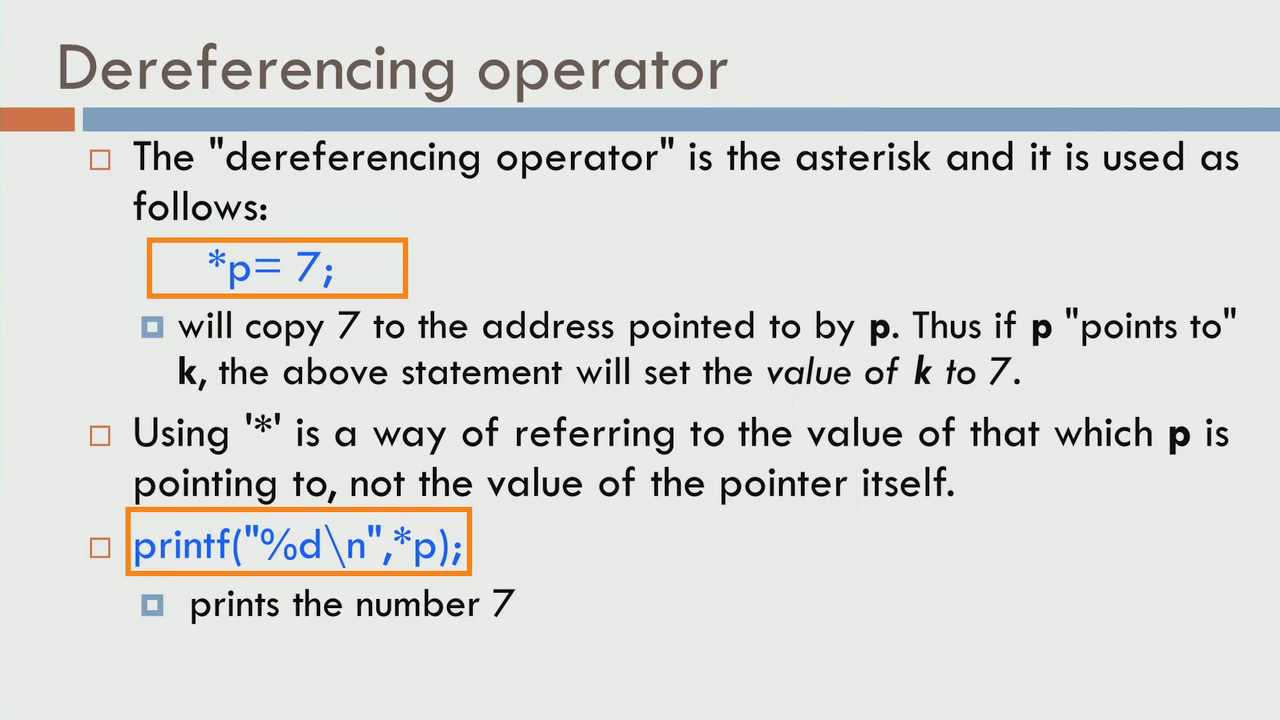 Dereferencing operator
The "dereferencing operator" is the asterisk and it is used as
follows:
*p= 7;
will copy 7 to the address pointed to by p. Thus if p "points to"
k, the above statement will set the value of k to 7.
Using '*' is a way of referring to the value of that which p is
pointing to, not the value of the pointer itself.
printf("%d\n",*p);
prints the number 7